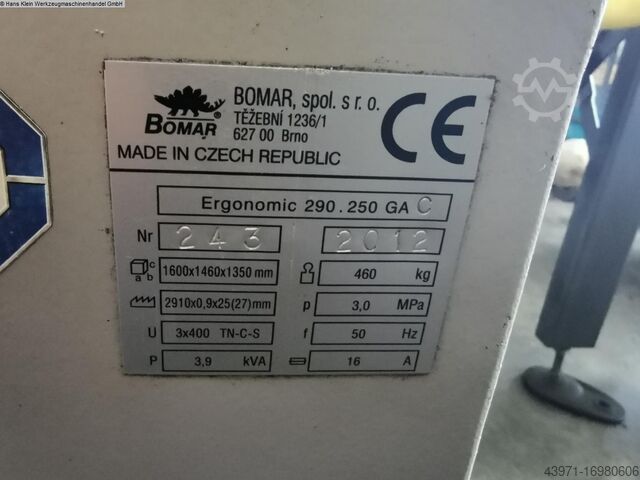 © Hans Klein Werkzeugmaschinenhandel GmbH
BOMAR®
BOMAR, spol. s r. o.
TĚŽEBNÍ 1236/1
627 00 Brno
CE
MADE IN CZECH REPUBLIC
Ergonomic 290.250 GA C
Nr 243 2012
a b c 1600x1460x1350 mm 460 kg
2910x0,9x25(27)mm p 3,0 MPa
U 3x400 TN-C-S f 50 Hz
P 3,9 kVA 16 A
43971-16980606